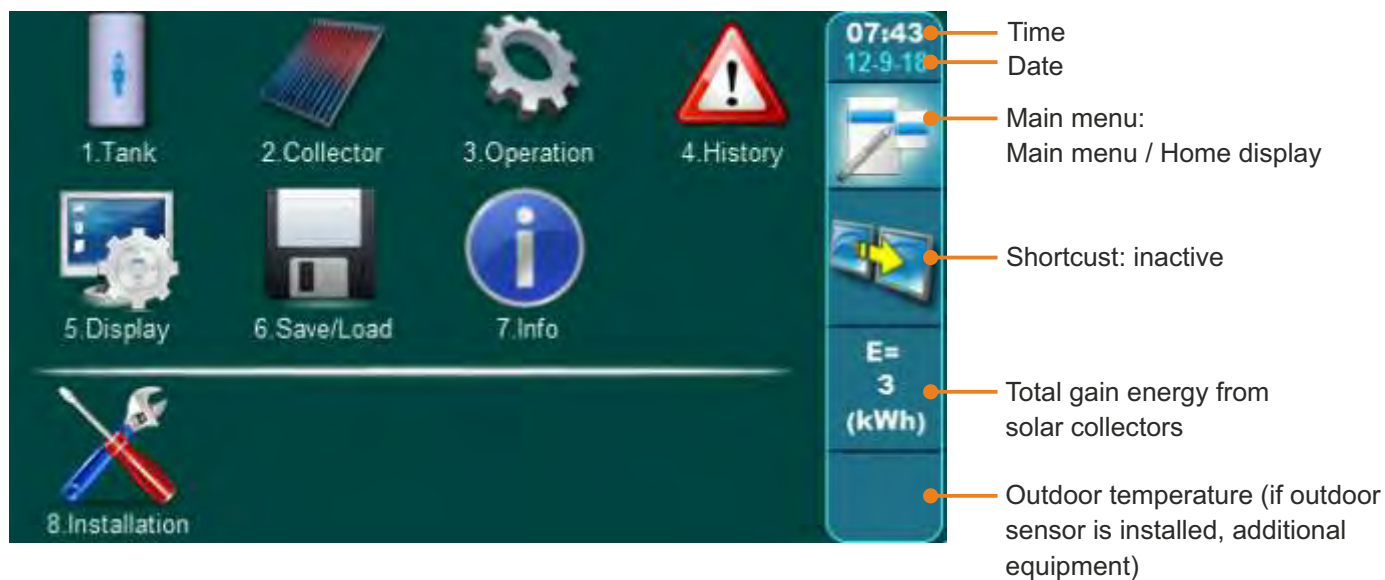 07:43
12-9-18
Time
Date
1.Tank
2.Collector
3.Operation
4.History
Main menu:
Main menu / Home display
Shortcust: inactive
5.Display
6.Save/Load
7.Info
E=
3
(kWh)
Total gain energy from
solar collectors
8.Installation
Outdoor temperature (if outdoor
sensor is installed, additional
equipment)